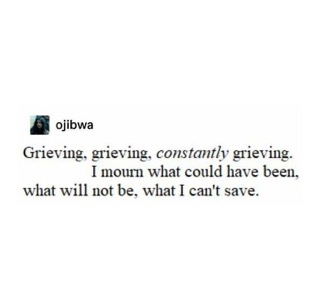 ojibwa
Grieving, grieving, constantly grieving.
I mourn what could have been,
what will not be, what I can't save.